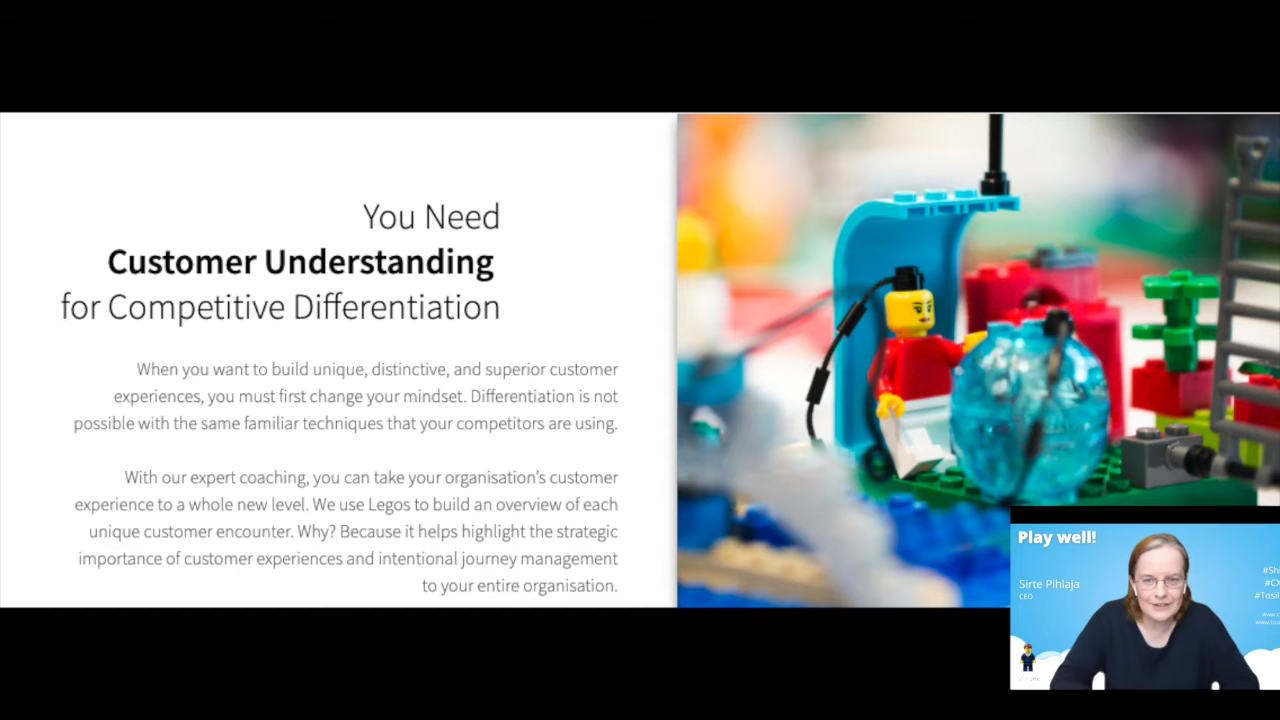 You Need
Customer Understanding
for Competitive Differentiation
When you want to build unique, distinctive, and superior customer
experiences, you must first change your mindset. Differentiation is not
possible with the same familiar techniques that your competitors are using.
With our expert coaching, you can take your organisation's customer
experience to a whole new level. We use Legos to build an overview of each
unique customer encounter. Why? Because it helps highlight the strategic
importance of customer experiences and intentional journey management
to your entire organisation.
Play well!
Sirte Pihlaja
CEO